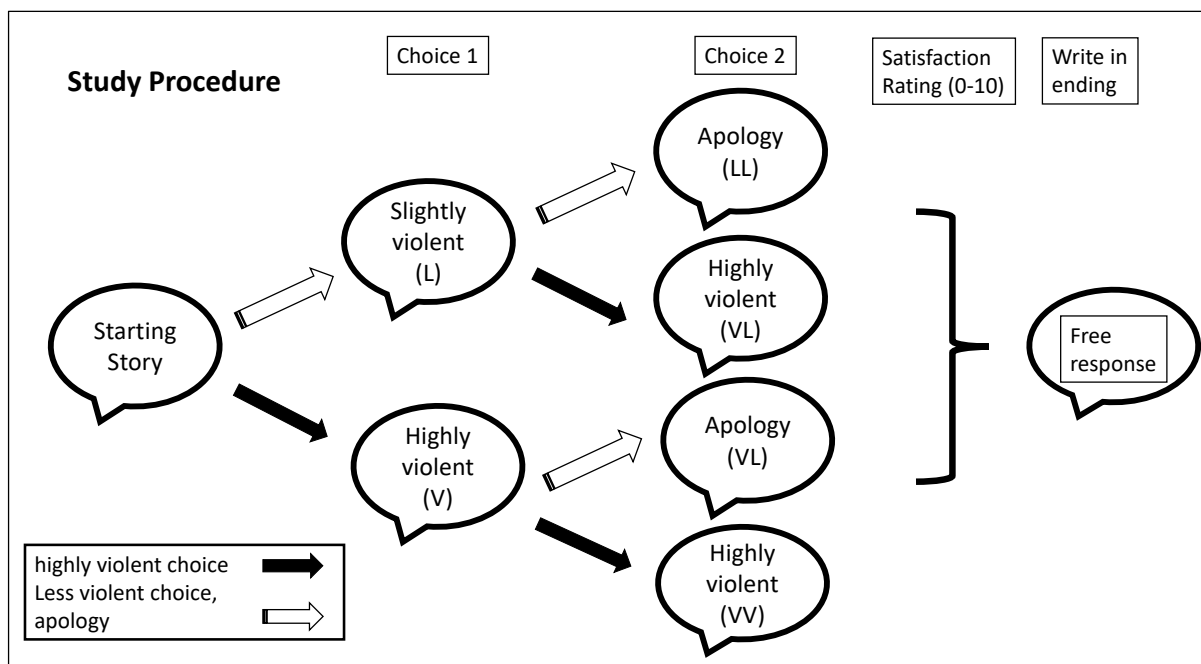 Study Procedure
Choice 1
Choice 2
Satisfaction
Rating (0-10)
Write in
ending
Starting
Story
Slightly
violent
(L)
Highly
violent
(V)
Apology
(LL)
Highly
violent
(VL)
Apology
(VL)
Highly
violent
(VV)
Free
response
highly violent choice
Less violent choice,
apology